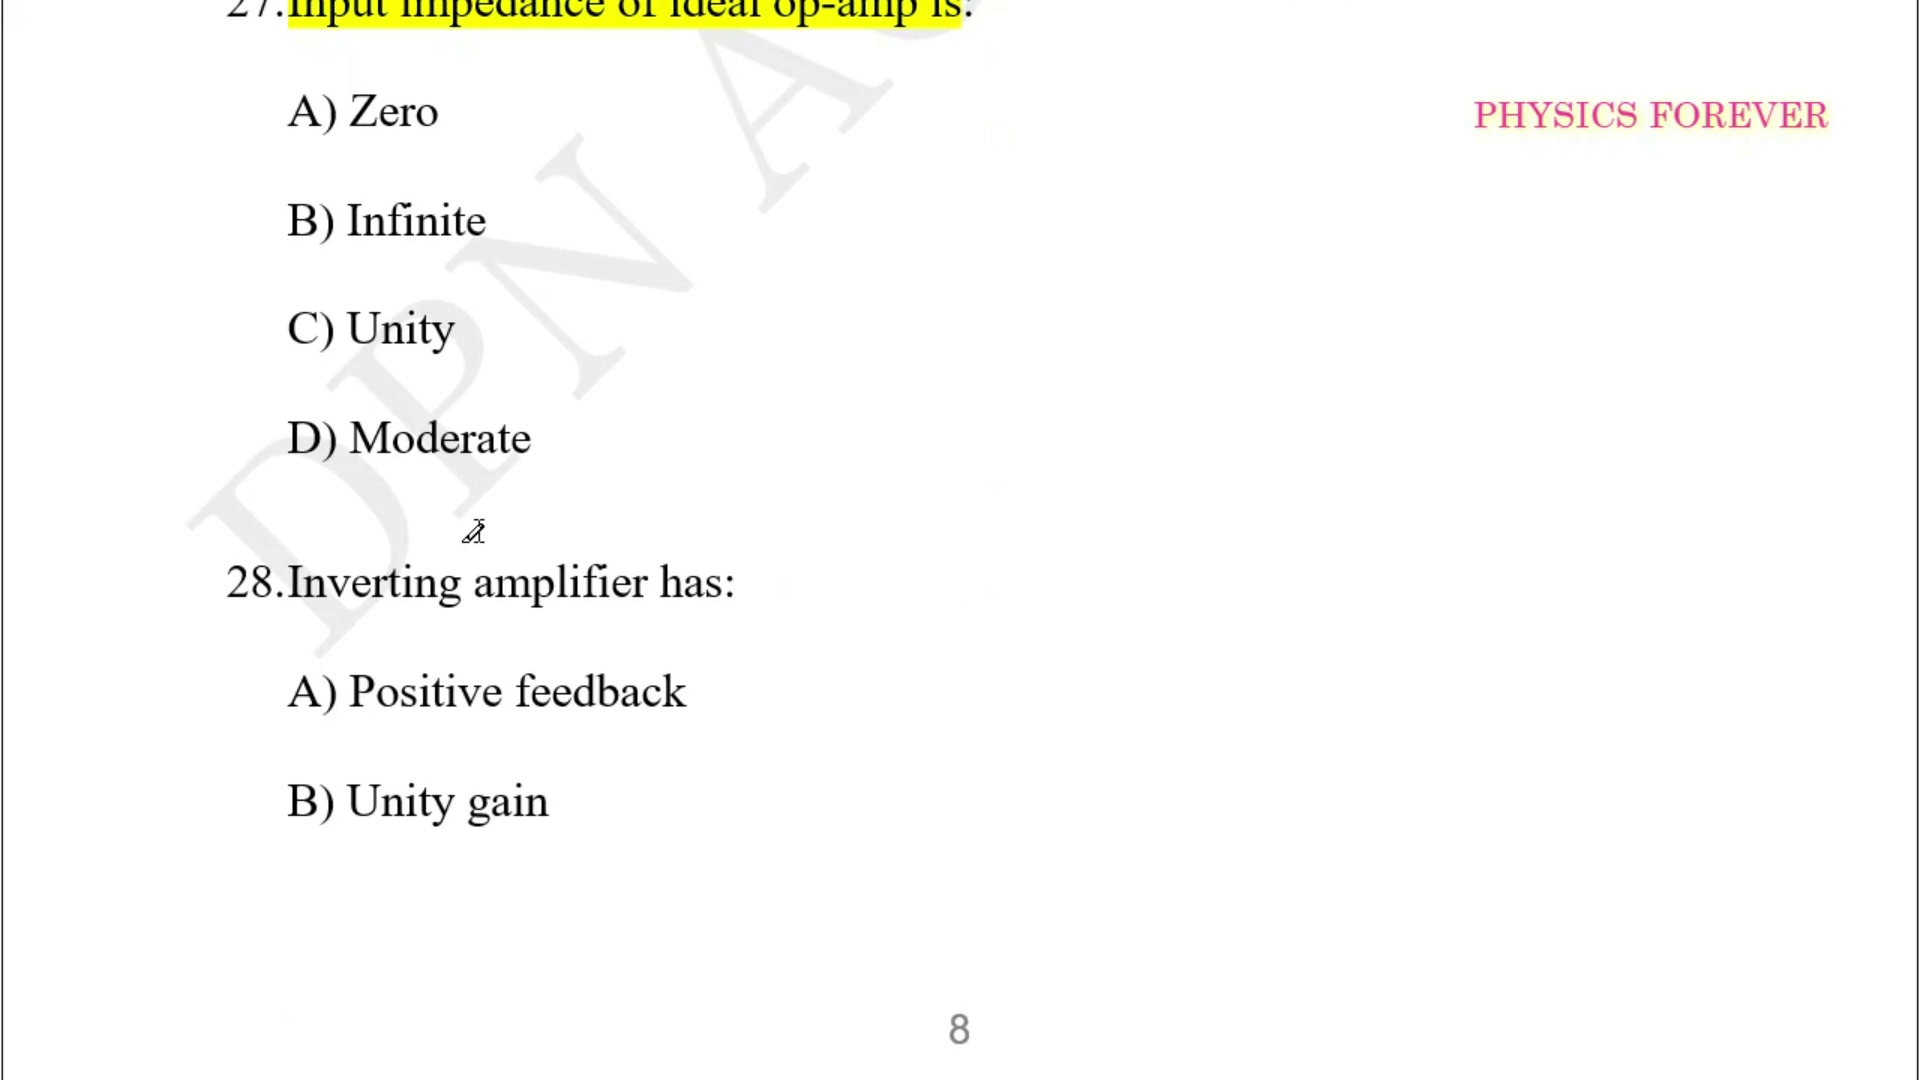 27.Input impedance of ideal op-amp is:
A) Zero
PHYSICS FOREVER
B) Infinite
C) Unity
D) Moderate
28.Inverting amplifier has:
A) Positive feedback
B) Unity gain
8
DPN A